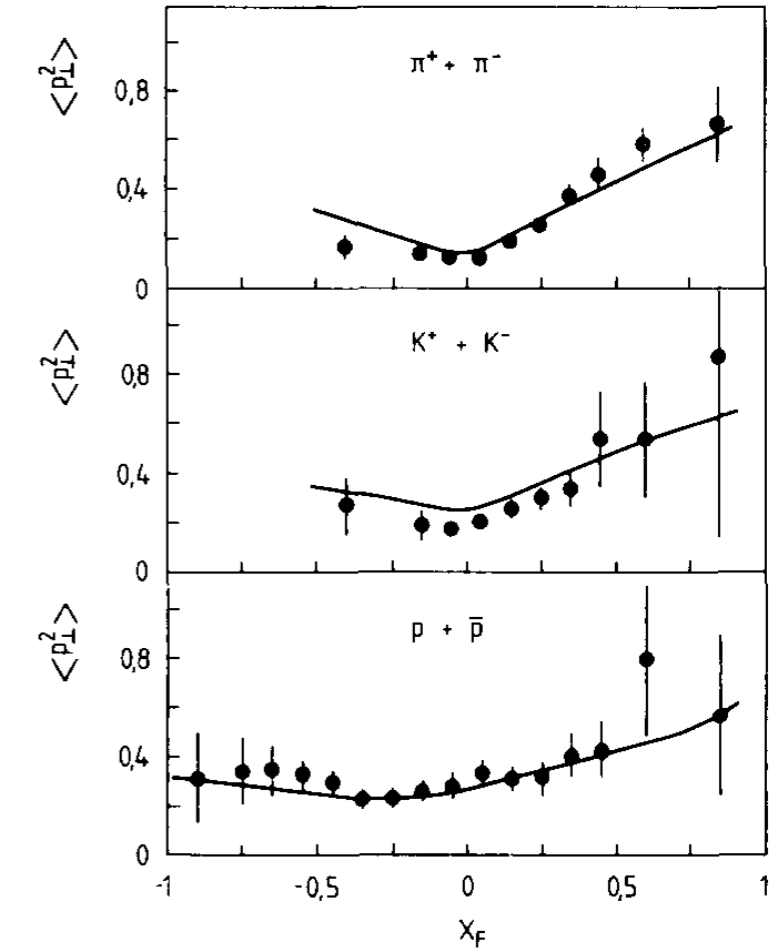 <p⊥²>
0,8
0,4
0
π⁺ + π⁻
<p⊥²>
0,8
0,4
0
K⁺ + K⁻
<p⊥²>
0,8
0,4
0
p + p̄
-1 -0,5 0 0,5 1
X_F